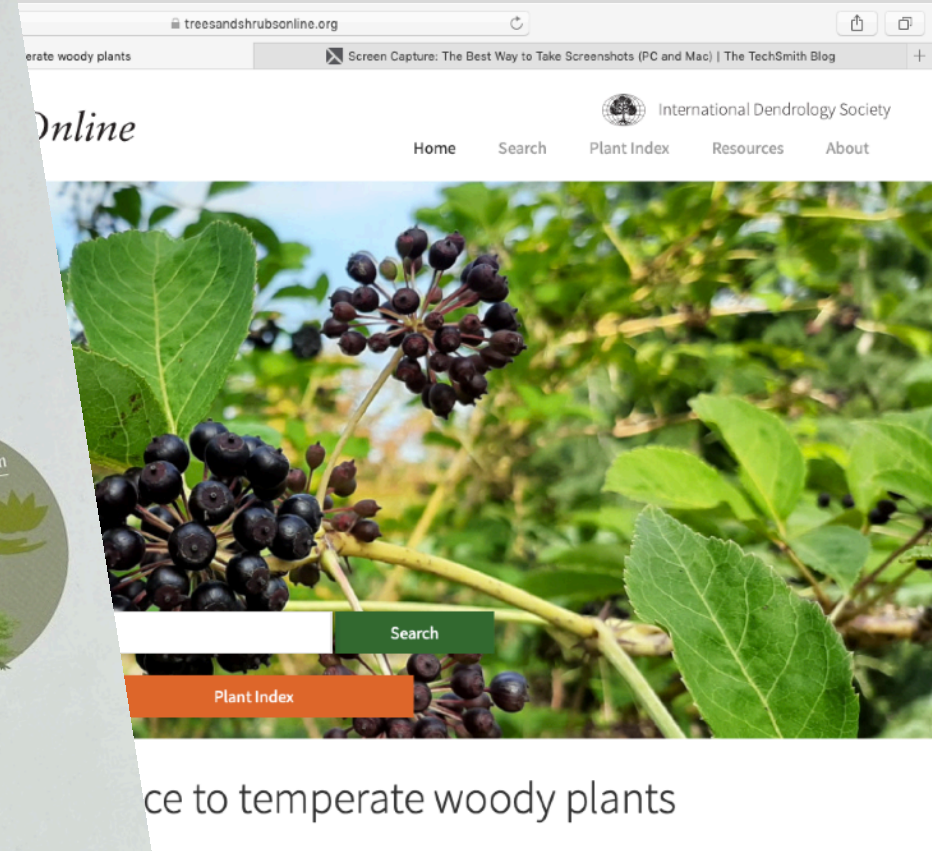 treesandshrubsonline.org
erate woody plants
Screen Capture: The Best Way to Take Screenshots (PC and Mac) | The TechSmith Blog
Online
International Dendrology Society
Home Search Plant Index Resources About
Search
Plant Index
ce to temperate woody plants